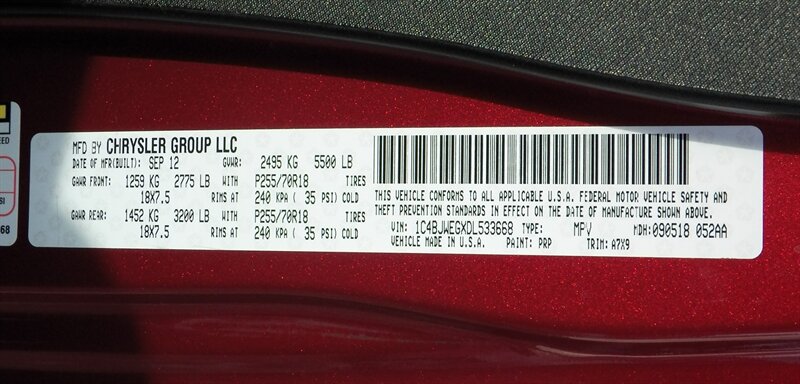 EED
SI
68
MFD BY CHRYSLER GROUP LLC
DATE OF MFR(BUILT): SEP 12 GVWR: 2495 KG 5500 LB
GAWR FRONT: 1259 KG 2775 LB WITH P255/70R18 TIRES
18X7.5 RIMS AT 240 KPA ( 35 PSI) COLD
GAWR REAR: 1452 KG 3200 LB WITH P255/70R18 TIRES
18X7.5 RIMS AT 240 KPA ( 35 PSI) COLD
THIS VEHICLE CONFORMS TO ALL APPLICABLE U.S.A. FEDERAL MOTOR VEHICLE SAFETY AND
THEFT PREVENTION STANDARDS IN EFFECT ON THE DATE OF MANUFACTURE SHOWN ABOVE.
VIN: 1C4BJWEGXDL533668 TYPE: MPV MDH: 090518 052AA
VEHICLE MADE IN U.S.A. PAINT: PRP TRIM: A7X9